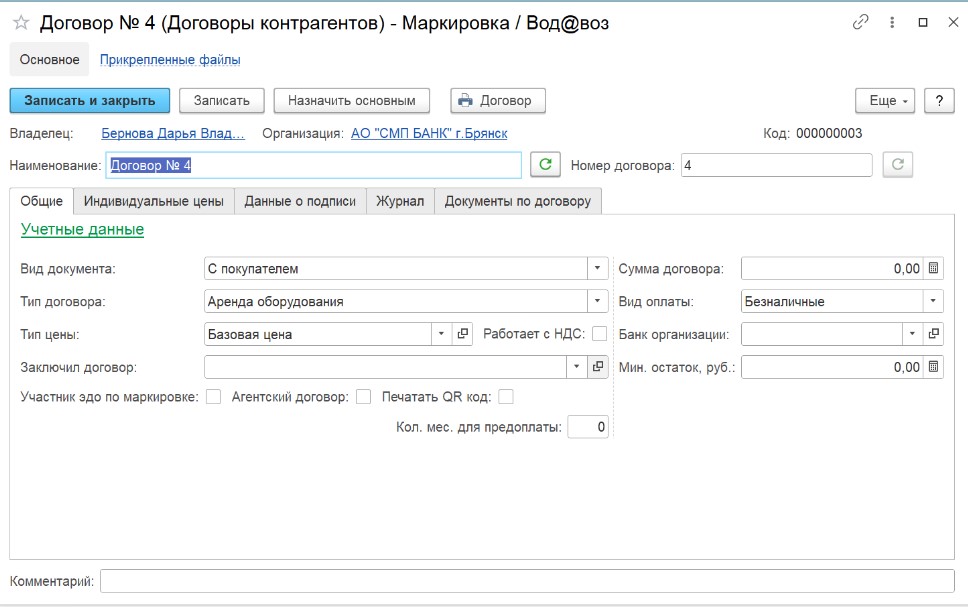 Договор № 4 (Договоры контрагентов) - Маркировка / Вод@воз
Основное Прикрепленные файлы
Записать и закрыть Записать Назначить основным Договор Еще ?
Владелец: Бернова Дарья Влад... Организация: АО "СМП БАНК" г.Брянск Код: 000000003
Наименование: Договор № 4 Номер договора: 4
Общие Индивидуальные цены Данные о подписи Журнал Документы по договору
Учетные данные
Вид документа: С покупателем Сумма договора: 0,00
Тип договора: Аренда оборудования Вид оплаты: Безналичные
Тип цены: Базовая цена Работает с НДС: Банк организации:
Заключил договор: Мин. остаток, руб.: 0,00
Участник эдо по маркировке: Агентский договор: Печатать QR код:
Кол. мес. для предоплаты: 0
Комментарий: